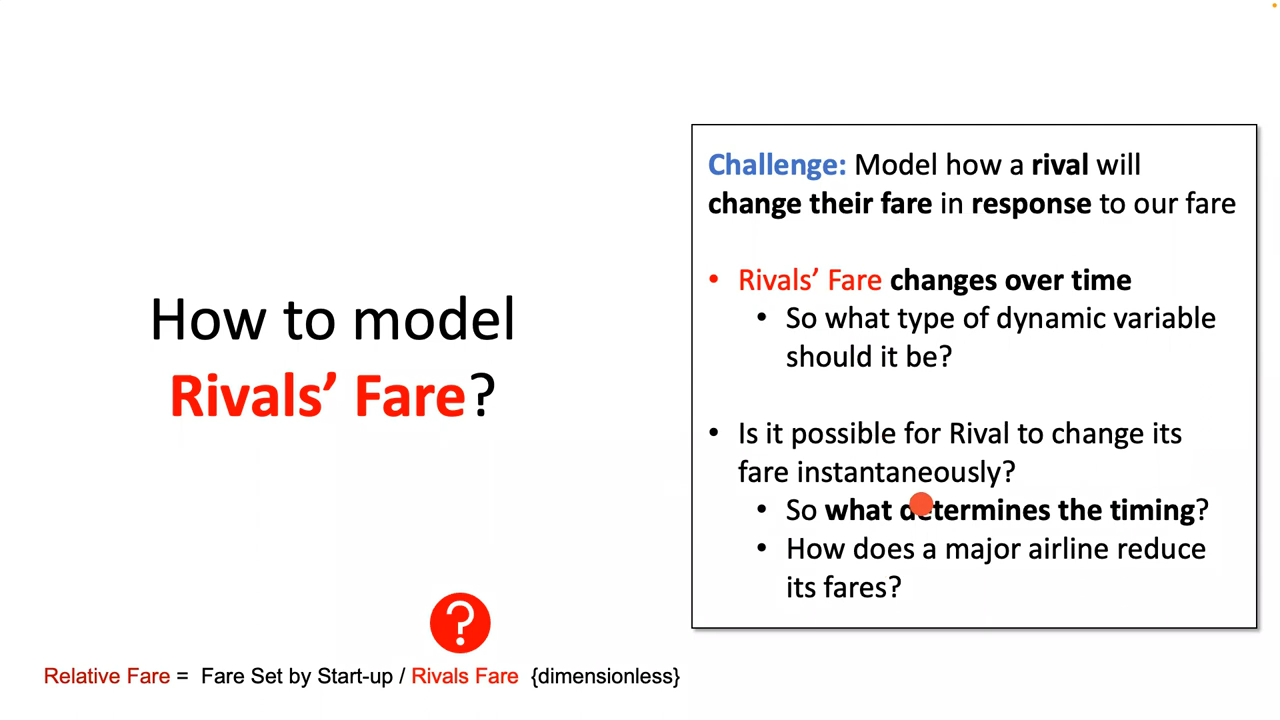 How to model
Rivals’ Fare?
Challenge: Model how a rival will
change their fare in response to our fare
• Rivals’ Fare changes over time
• So what type of dynamic variable
should it be?
• Is it possible for Rival to change its
fare instantaneously?
• So what determines the timing?
• How does a major airline reduce
its fares?
?
Relative Fare = Fare Set by Start-up / Rivals Fare {dimensionless}